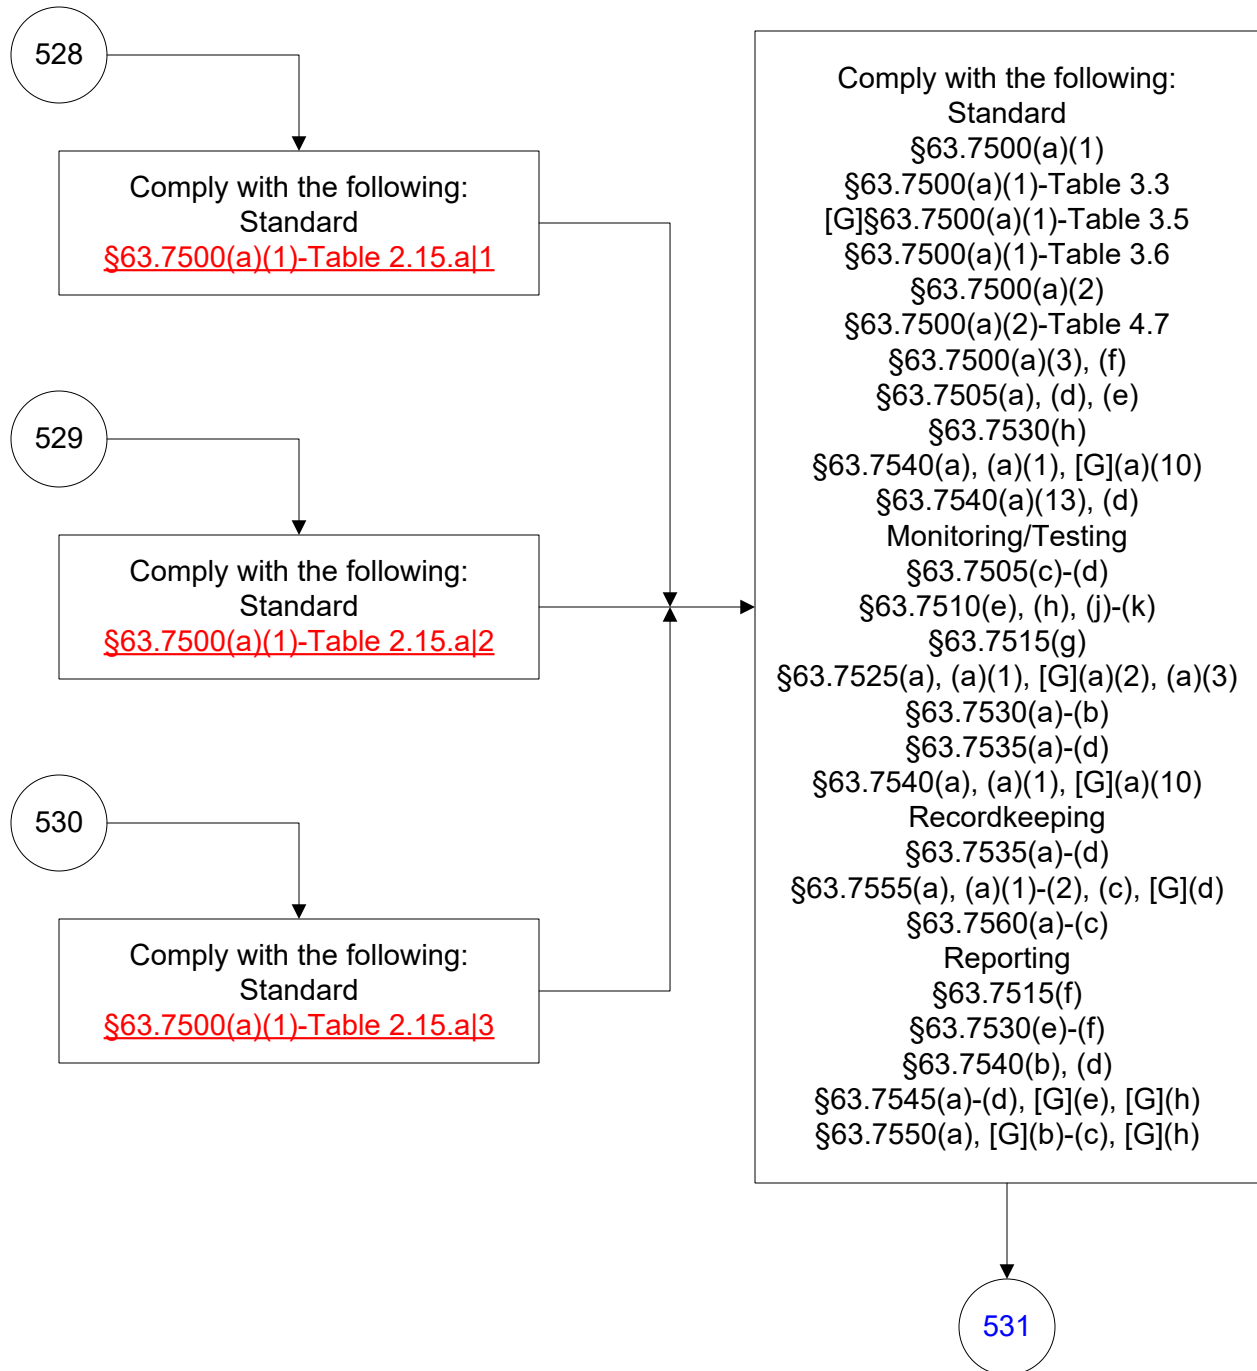 528
Comply with the following:
Standard
§63.7500(a)(1)-Table 2.15.a|1
529
Comply with the following:
Standard
§63.7500(a)(1)-Table 2.15.a|2
530
Comply with the following:
Standard
§63.7500(a)(1)-Table 2.15.a|3
Comply with the following:
Standard
§63.7500(a)(1)
§63.7500(a)(1)-Table 3.3
[G]§63.7500(a)(1)-Table 3.5
§63.7500(a)(1)-Table 3.6
§63.7500(a)(2)
§63.7500(a)(2)-Table 4.7
§63.7500(a)(3), (f)
§63.7505(a), (d), (e)
§63.7530(h)
§63.7540(a), (a)(1), [G](a)(10)
§63.7540(a)(13), (d)
Monitoring/Testing
§63.7505(c)-(d)
§63.7510(e), (h), (j)-(k)
§63.7515(g)
§63.7525(a), (a)(1), [G](a)(2), (a)(3)
§63.7530(a)-(b)
§63.7535(a)-(d)
§63.7540(a), (a)(1), [G](a)(10)
Recordkeeping
§63.7535(a)-(d)
§63.7555(a), (a)(1)-(2), (c), [G](d)
§63.7560(a)-(c)
Reporting
§63.7515(f)
§63.7530(e)-(f)
§63.7540(b), (d)
§63.7545(a)-(d), [G](e), [G](h)
§63.7550(a), [G](b)-(c), [G](h)
531